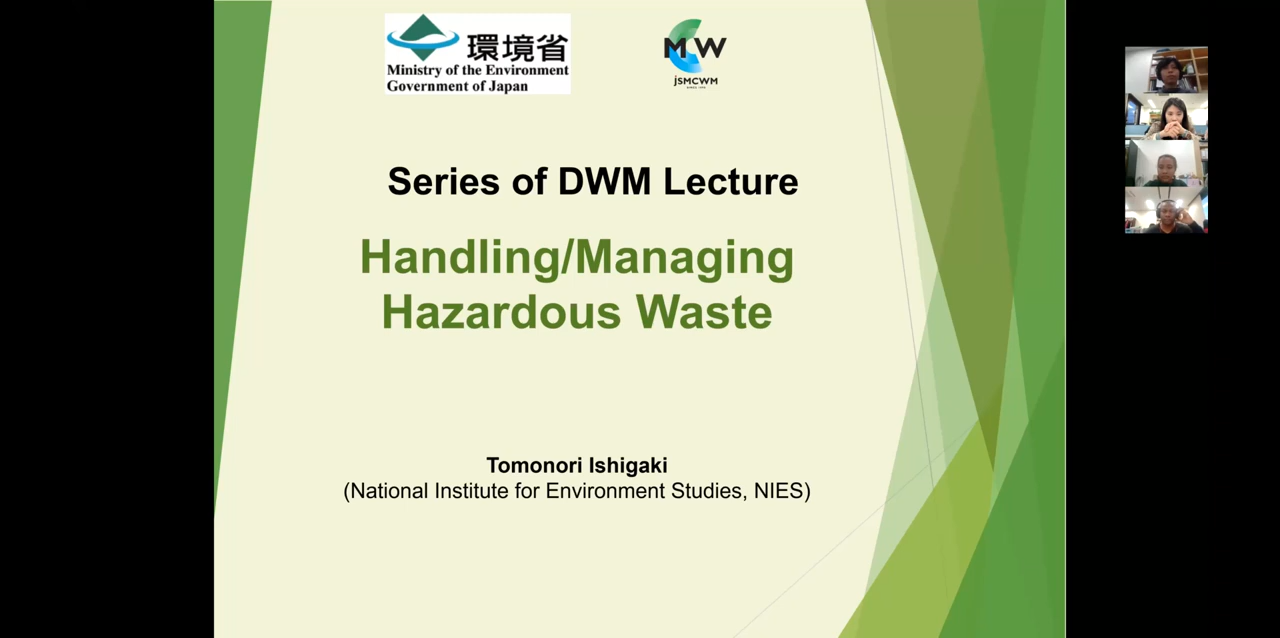 環境省
Ministry of the Environment
Government of Japan
MW
jSMCWM
Series of DWM Lecture
Handling/Managing
Hazardous Waste
Tomonori Ishigaki
(National Institute for Environment Studies, NIES)